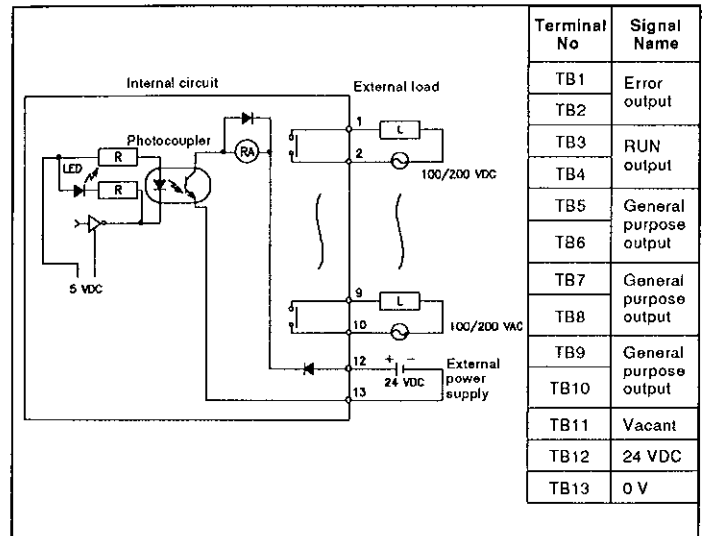 Internal circuit
External load
Photocoupler
LED
R
R
RA
5 VDC
1
L
2
100/200 VDC
9
L
10
100/200 VAC
12
+ -
24 VDC
13
External
power
supply
Terminal No
Signal Name
TB1
TB2
Error
output
TB3
TB4
RUN
output
TB5
TB6
General
purpose
output
TB7
TB8
General
purpose
output
TB9
TB10
General
purpose
output
TB11
Vacant
TB12
24 VDC
TB13
0 V